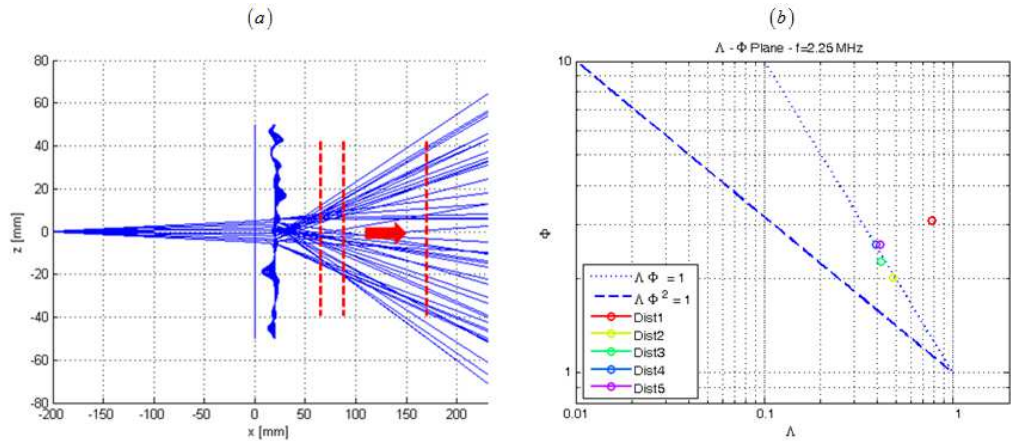 (a)
80
60
40
20
0
-20
-40
-60
-80
z [mm]
-200 -150 -100 -50 0 50 100 150 200
x [mm]
(b)
Λ - Φ Plane - f=2.25 MHz
10
1
Φ
Λ Φ = 1
Λ Φ² = 1
Dist1
Dist2
Dist3
Dist4
Dist5
0.01 0.1 1
Λ